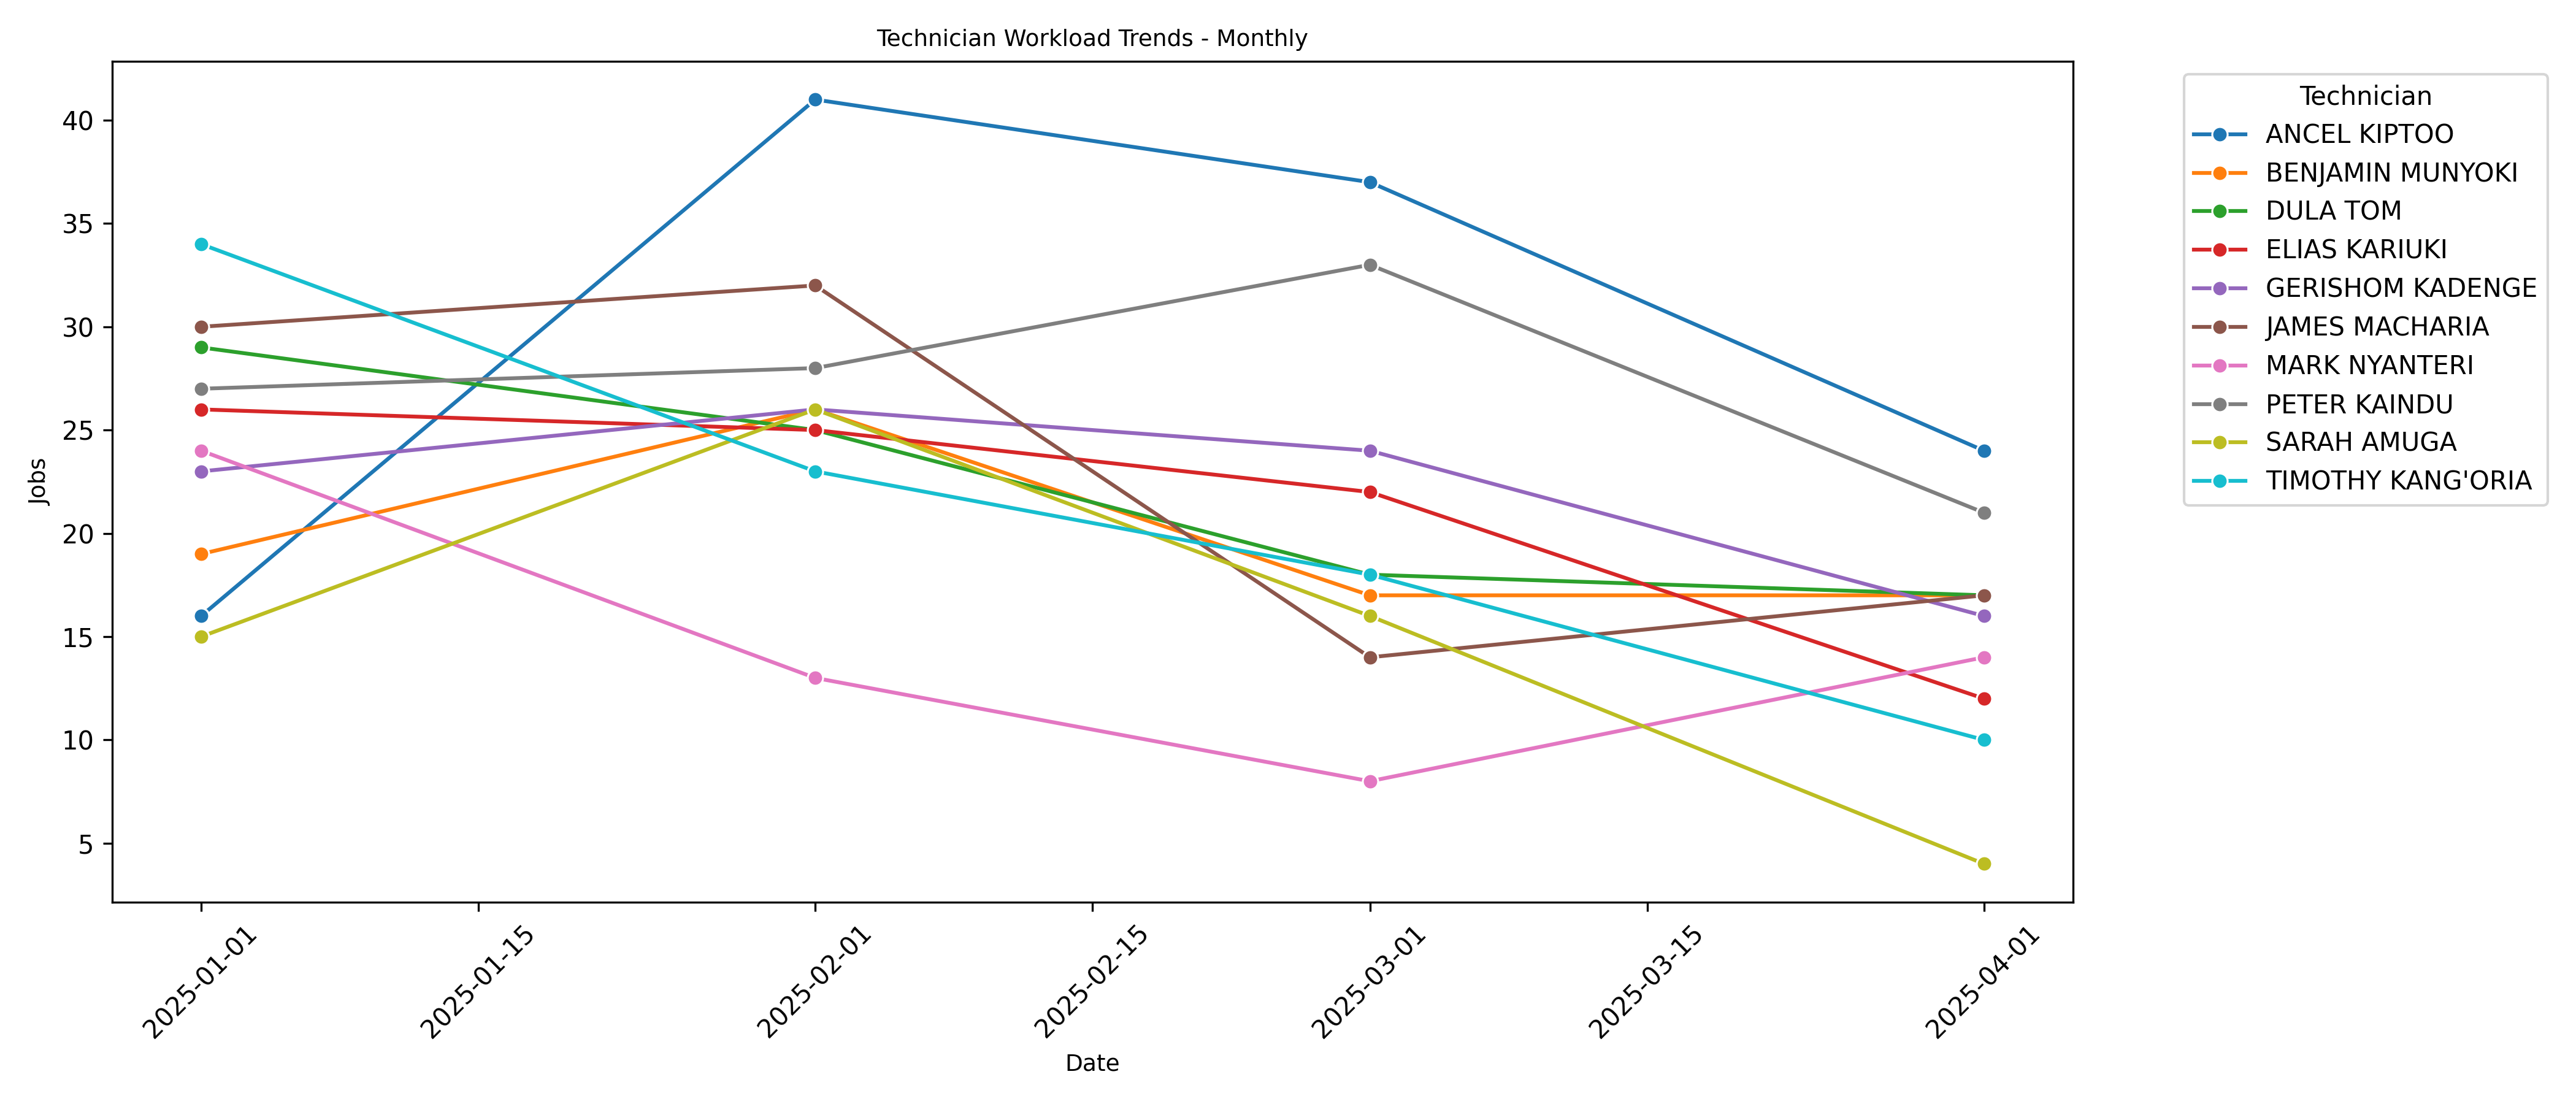 Technician Workload Trends - Monthly
Jobs
40
35
30
25
20
15
10
5
2025-01-01
2025-01-15
2025-02-01
2025-02-15
2025-03-01
2025-03-15
2025-04-01
Date
Technician
ANCEL KIPTOO
BENJAMIN MUNYOKI
DULA TOM
ELIAS KARIUKI
GERISHOM KADENGE
JAMES MACHARIA
MARK NYANTERI
PETER KAINDU
SARAH AMUGA
TIMOTHY KANG'ORIA